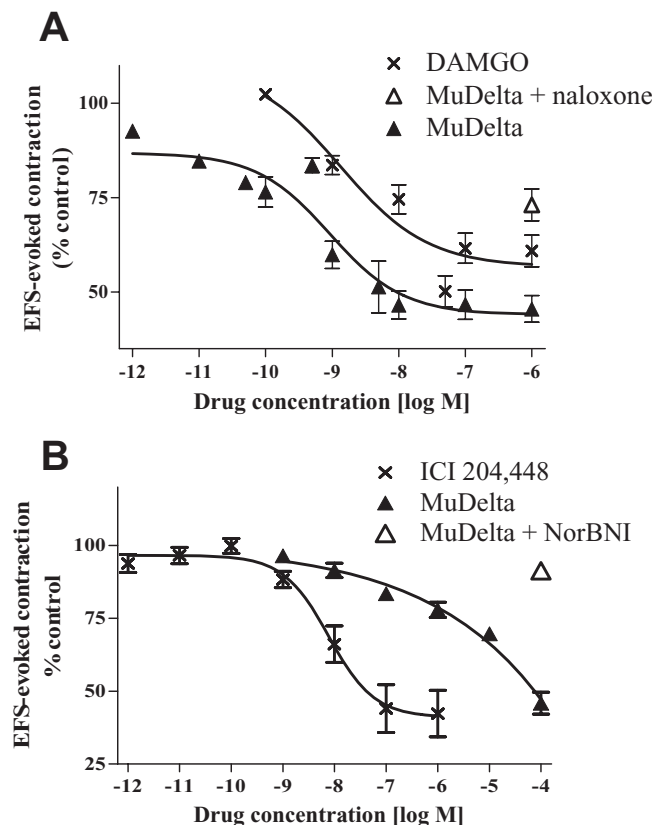 A
DAMGO
MuDelta + naloxone
MuDelta
EFS-evoked contraction
(% control)
100
75
50
-12 -11 -10 -9 -8 -7 -6
Drug concentration [log M]
B
ICI 204,448
MuDelta
MuDelta + NorBNI
EFS-evoked contraction
% control
100
75
50
25
-12 -11 -10 -9 -8 -7 -6 -5 -4
Drug concentration [log M]